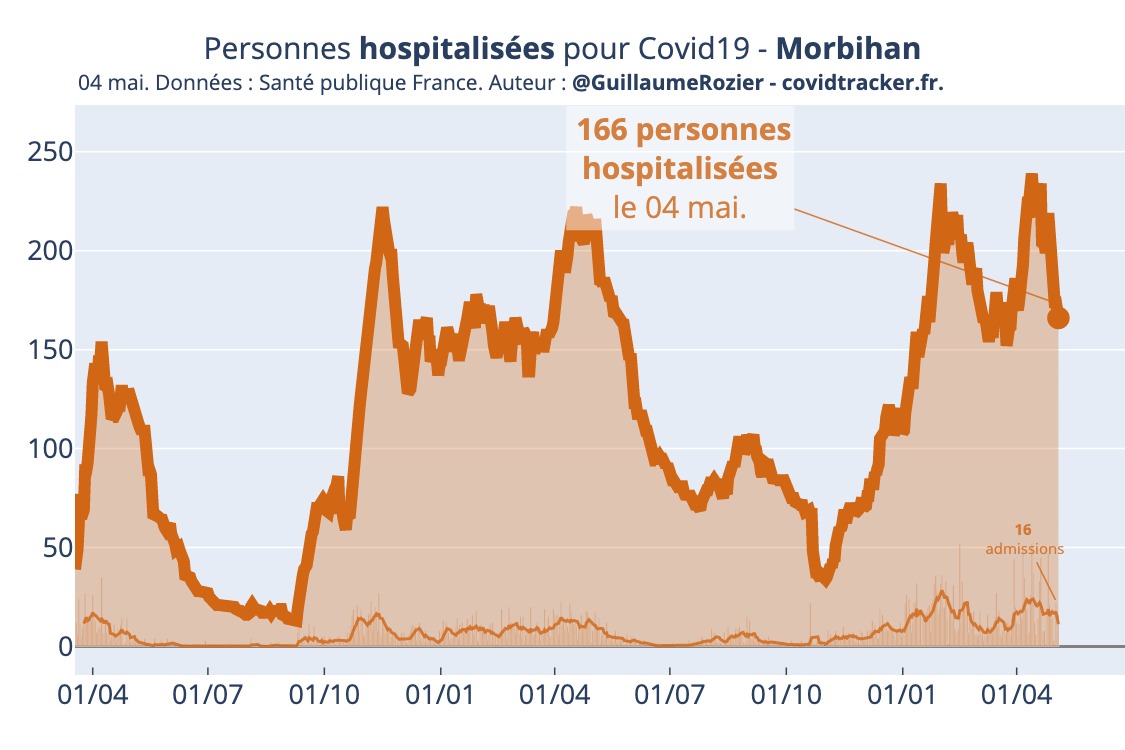 Personnes hospitalisées pour Covid19 - Morbihan
04 mai. Données : Santé publique France. Auteur : @GuillaumeRozier - covidtracker.fr.
166 personnes
hospitalisées
le 04 mai.
250
200
150
100
50
0
16
admissions
01/04
01/07
01/10
01/01
01/04
01/07
01/10
01/01
01/04